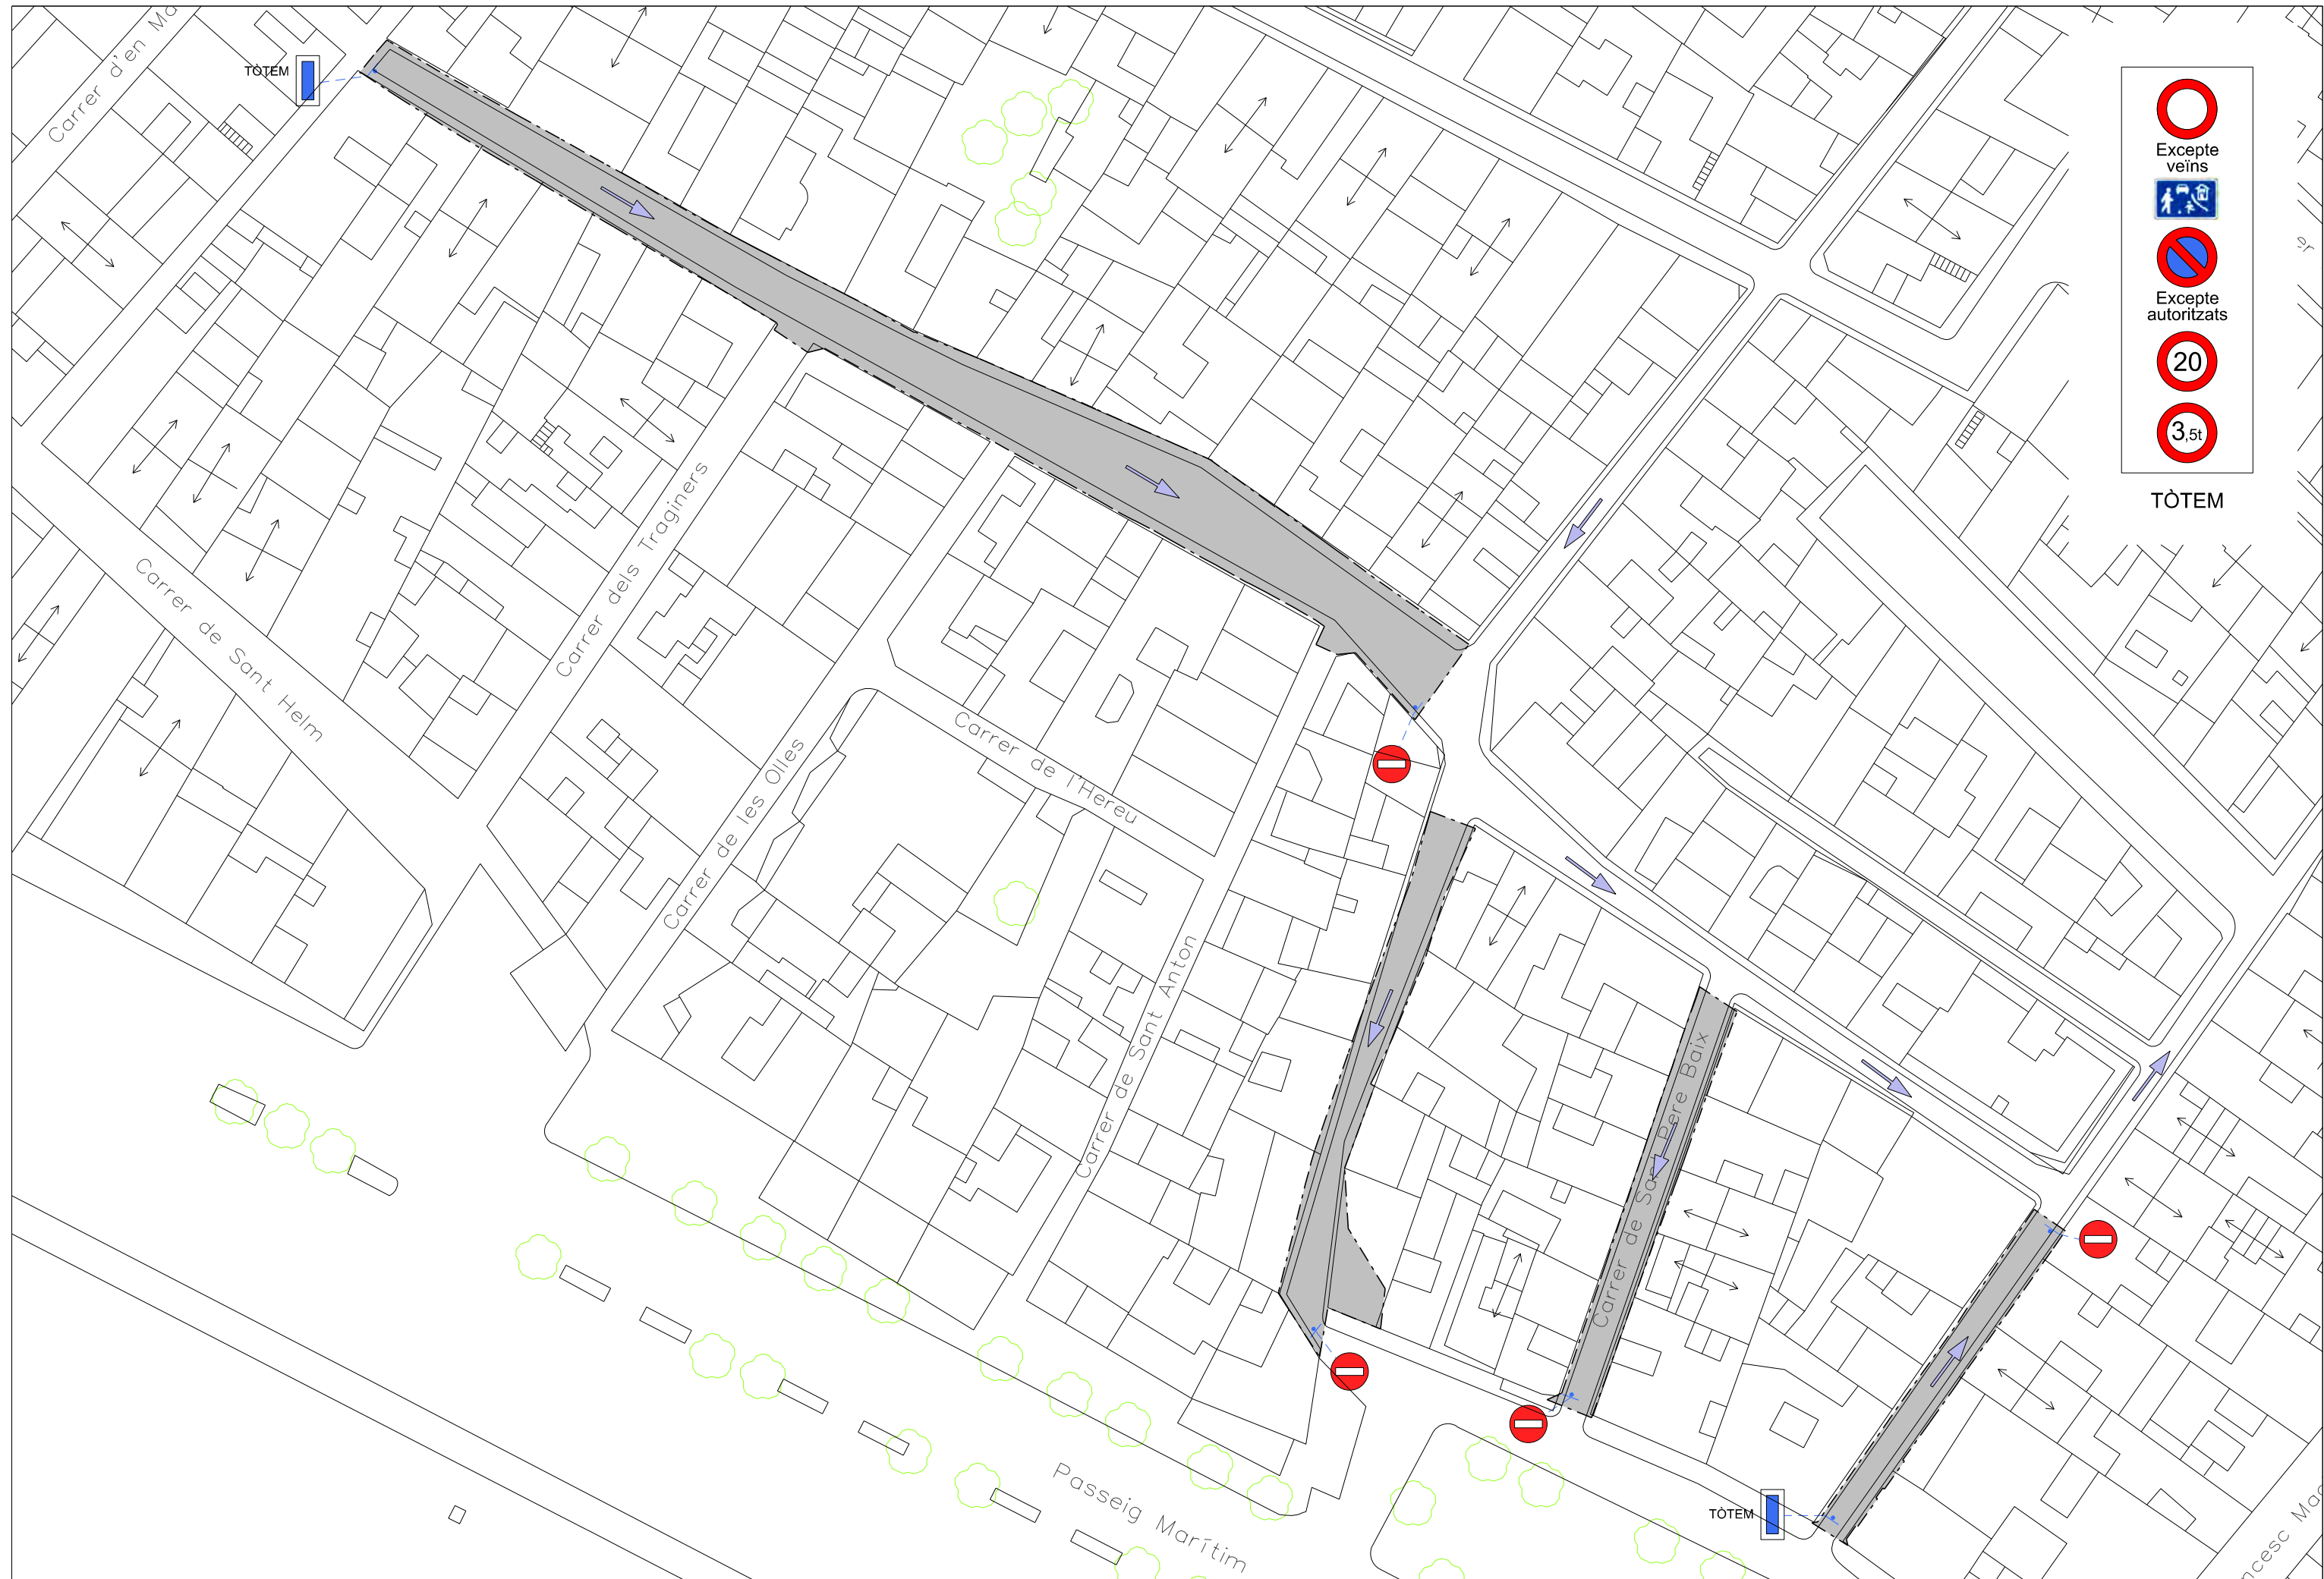 Carrer d'en Ma
TÒTEM
Excepte
veïns
Excepte
autoritzats
20
3,5t
TÒTEM
er
Carrer dels Traginers
Carrer de Sant Helm
Carrer de les Olles
Carrer de l'Hereu
Carrer de Sant Anton
Carrer de Sant Pere Baix
Passeig Marítim
TÒTEM
ncesc Mac